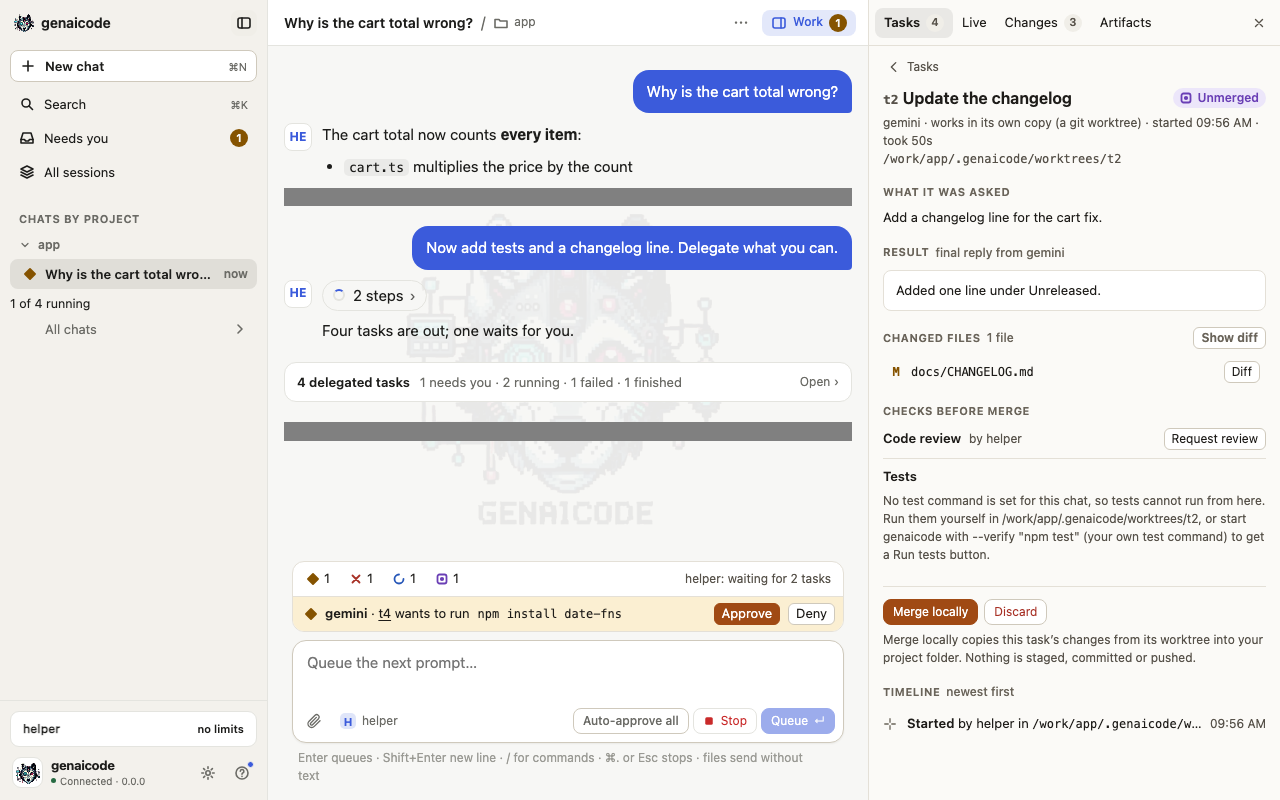 genaicode
New chat ⌘N
Search ⌘K
Needs you 1
All sessions
CHATS BY PROJECT
app
Why is the cart total wro... now
1 of 4 running
All chats
helper no limits
genaicode
Connected · 0.0.0
Why is the cart total wrong? / app
Work 1
Why is the cart total wrong?
HE
The cart total now counts every item:
• cart.ts multiplies the price by the count
Now add tests and a changelog line. Delegate what you can.
HE
2 steps ›
Four tasks are out; one waits for you.
4 delegated tasks 1 needs you · 2 running · 1 failed · 1 finished Open ›
GENAICODE
1 1 1 1 helper: waiting for 2 tasks
gemini · t4 wants to run npm install date-fns Approve Deny
Queue the next prompt...
H helper Auto-approve all Stop Queue
Enter queues · Shift+Enter new line · / for commands · ⌘. or Esc stops · files send without
text
Tasks 4 Live Changes 3 Artifacts
Tasks
t2 Update the changelog Unmerged
gemini · works in its own copy (a git worktree) · started 09:56 AM ·
took 50s
/work/app/.genaicode/worktrees/t2
WHAT IT WAS ASKED
Add a changelog line for the cart fix.
RESULT final reply from gemini
Added one line under Unreleased.
CHANGED FILES 1 file Show diff
M docs/CHANGELOG.md Diff
CHECKS BEFORE MERGE
Code review by helper Request review
Tests
No test command is set for this chat, so tests cannot run from here.
Run them yourself in /work/app/.genaicode/worktrees/t2, or start
genaicode with --verify "npm test" (your own test command) to get
a Run tests button.
Merge locally Discard
Merge locally copies this task's changes from its worktree into your
project folder. Nothing is staged, committed or pushed.
TIMELINE newest first
Started by helper in /work/app/.genaicode/w... 09:56 AM